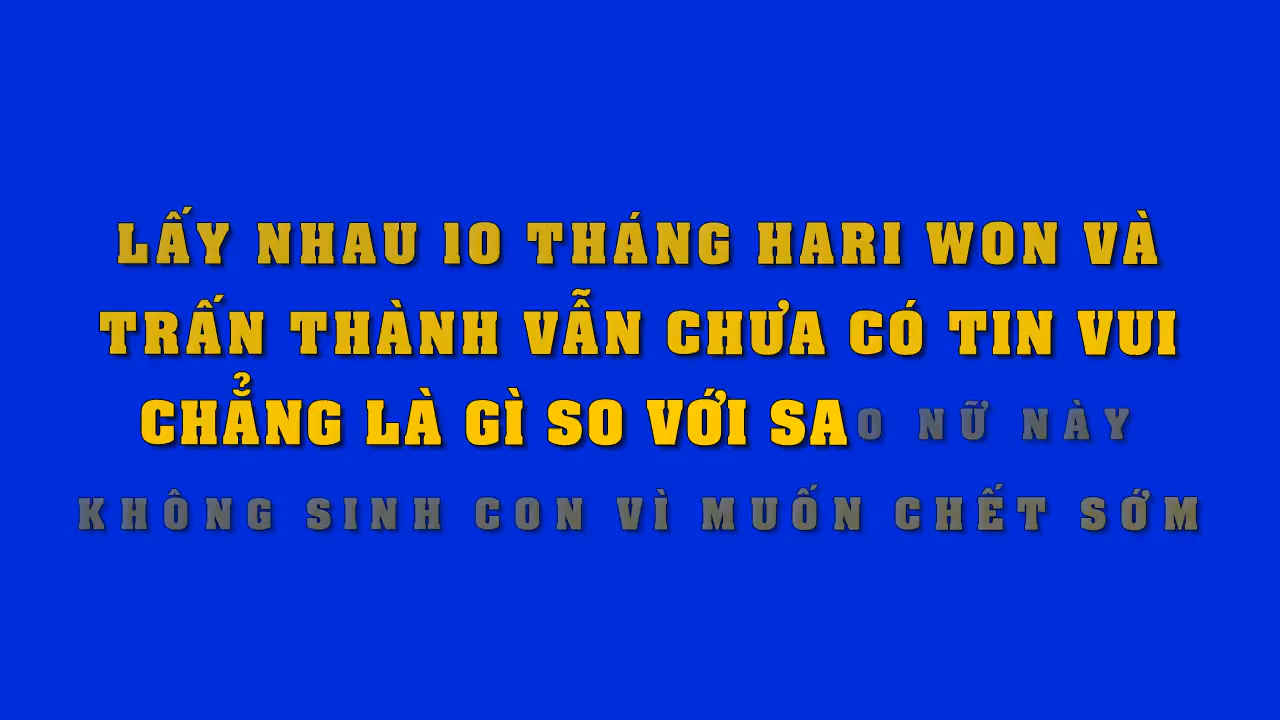 LẤY NHAU 10 THÁNG HARI WON VÀ
TRẤN THÀNH VẪN CHƯA CÓ TIN VUI
CHẲNG LÀ GÌ SO VỚI SAO NỮ NÀY
KHÔNG SINH CON VÌ MUỐN CHẾT SỚM